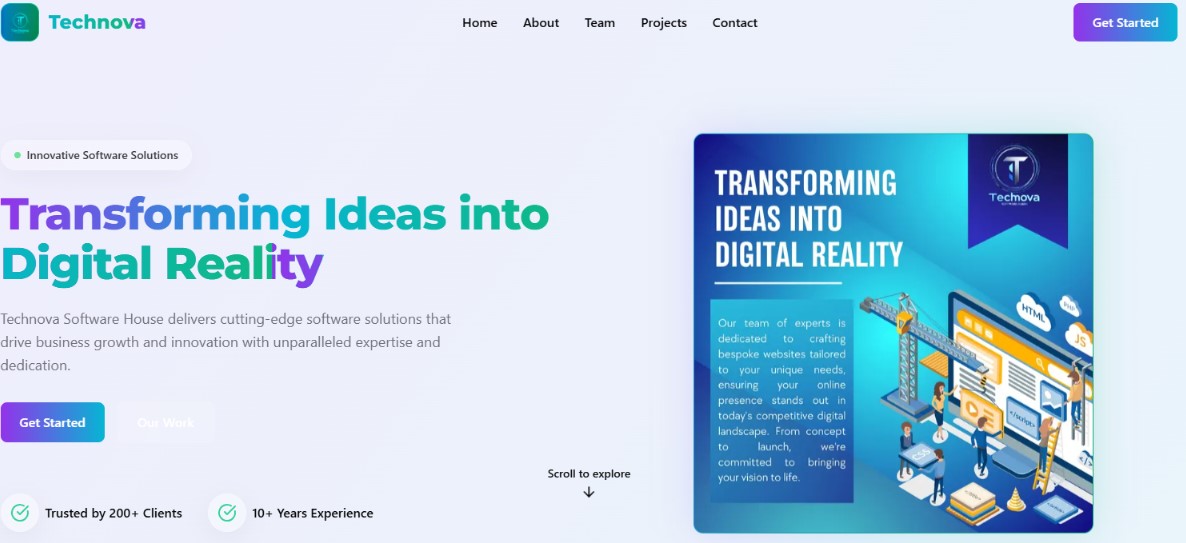 Technova
Home About Team Projects Contact
Get Started
Innovative Software Solutions
Transforming Ideas into
Digital Reality
Technova Software House delivers cutting-edge software solutions that
drive business growth and innovation with unparalleled expertise and
dedication.
Get Started
Our Work
Trusted by 200+ Clients
10+ Years Experience
Scroll to explore
TRANSFORMING
IDEAS INTO
DIGITAL REALITY
T
Technova
Our team of experts is
dedicated to crafting
bespoke websites tailored
to your unique needs,
ensuring your online
presence stands out in
today's competitive digital
landscape. From concept
to launch, we're
committed to bringing
your vision to life.
HTML
PHP
JS
</script>
CSS
</>